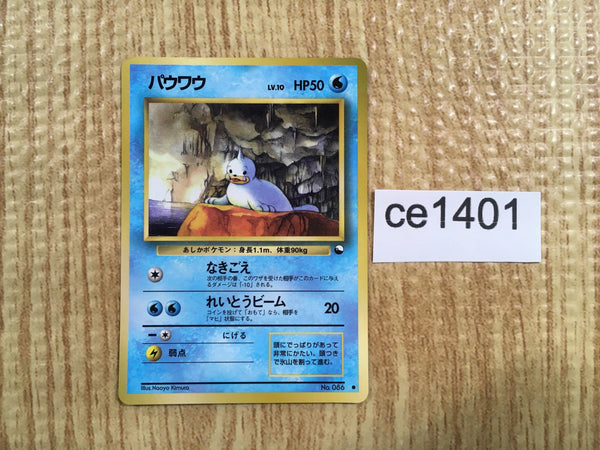 パウワウ LV.10 HP50
あしかポケモン：身長1.1m、体重90kg
なきごえ
次の相手の番、このワザを受けた相手がこのカードに与え
るダメージは「-10」される。
れいとうビーム 20
コインを投げて「おもて」なら、相手を
「マヒ」状態にする。
にげる
弱点
頭にでっぱりがあって
非常にかたい。頭つき
で氷山を割って進む。
Illus.Naoyo Kimura
No. 086
ce1401